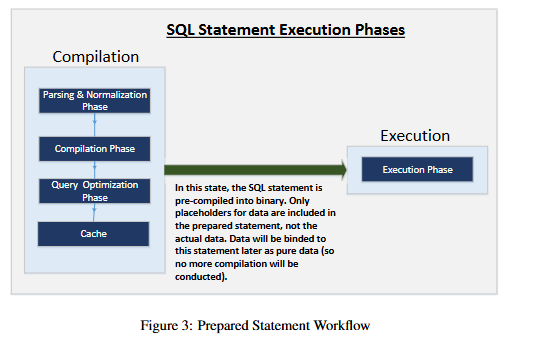 SQL Statement Execution Phases
Compilation
Parsing & Normalization
Phase
Compilation Phase
Query Optimization
Phase
Cache
In this state, the SQL statement is
pre-compiled into binary. Only
placeholders for data are included in
the prepared statement, not the
actual data. Data will be binded to
this statement later as pure data (so
no more compilation will be
conducted).
Execution
Execution Phase
Figure 3: Prepared Statement Workflow